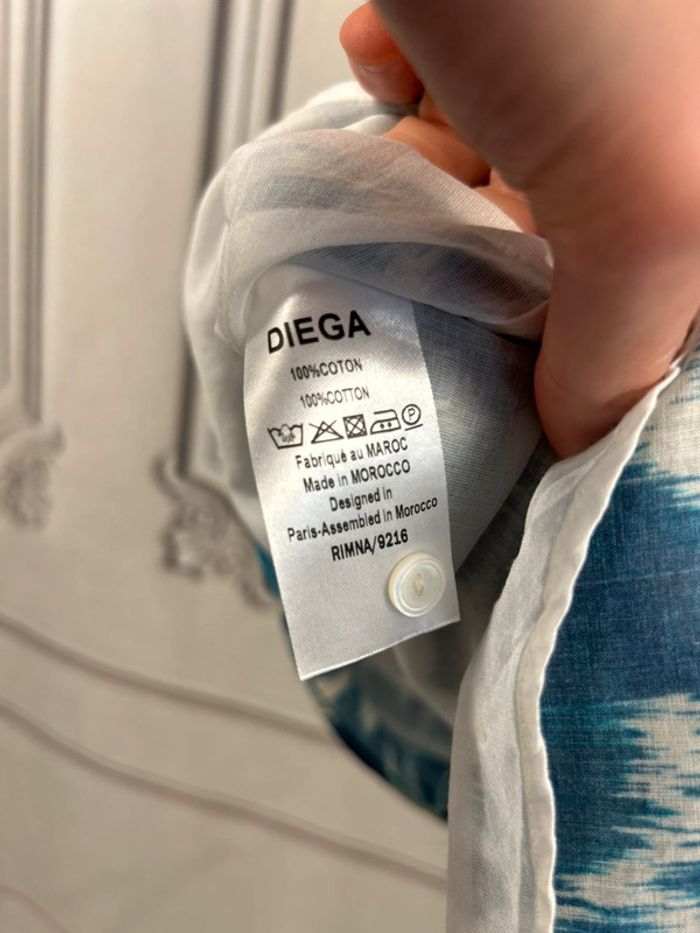 DIEGA
100%COTON
100%COTTON
P
Fabriqué au MAROC
Made in MOROCCO
Designed in
Paris-Assembled in Morocco
RIMNA/9216